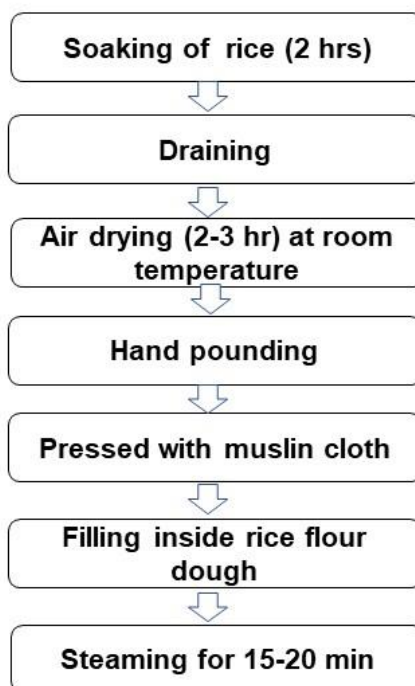 Soaking of rice (2 hrs)
Draining
Air drying (2-3 hr) at room
temperature
Hand pounding
Pressed with muslin cloth
Filling inside rice flour
dough
Steaming for 15-20 min